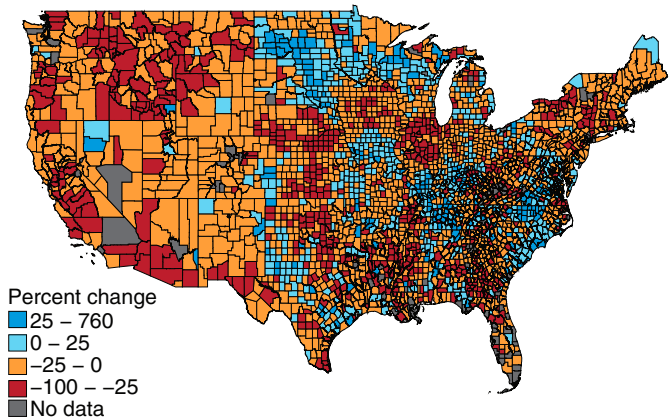 Percent change
25 – 760
0 – 25
–25 – 0
–100 – –25
No data